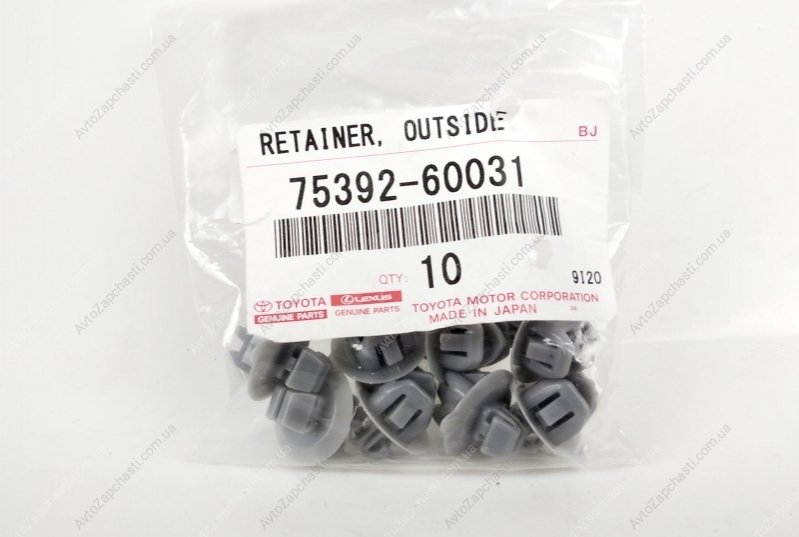 RETAINER, OUTSIDE
BJ
75392-60031
QTY: 10
9120
TOYOTA
GENUINE PARTS
LEXUS
GENUINE PARTS
TOYOTA MOTOR CORPORATION
MADE IN JAPAN
AvtoZapchasti.com.ua